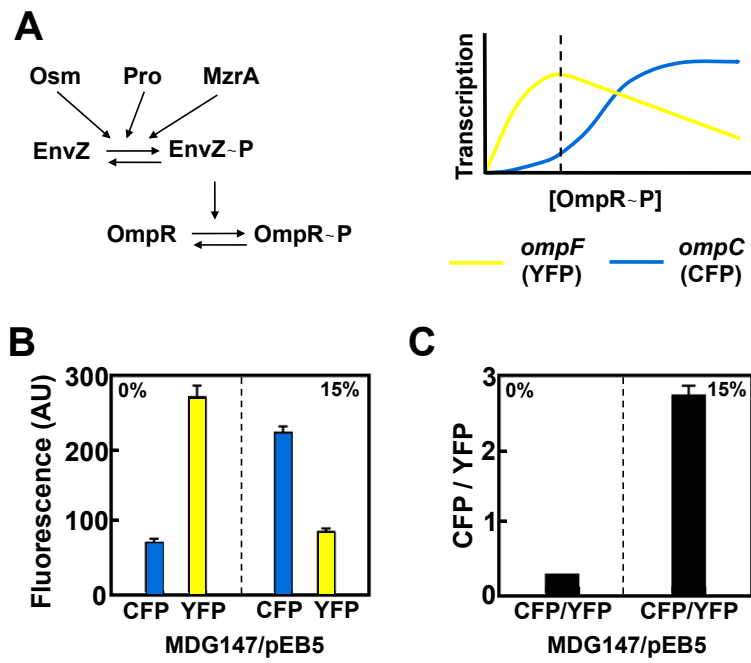 A
Osm Pro MzrA
EnvZ EnvZ~P
OmpR OmpR~P
Transcription
[OmpR~P]
ompF ompC
(YFP) (CFP)
B
Fluorescence (AU)
300
200
100
0
0% 15%
CFP YFP CFP YFP
MDG147/pEB5
C
CFP / YFP
3
2
1
0
0% 15%
CFP/YFP CFP/YFP
MDG147/pEB5